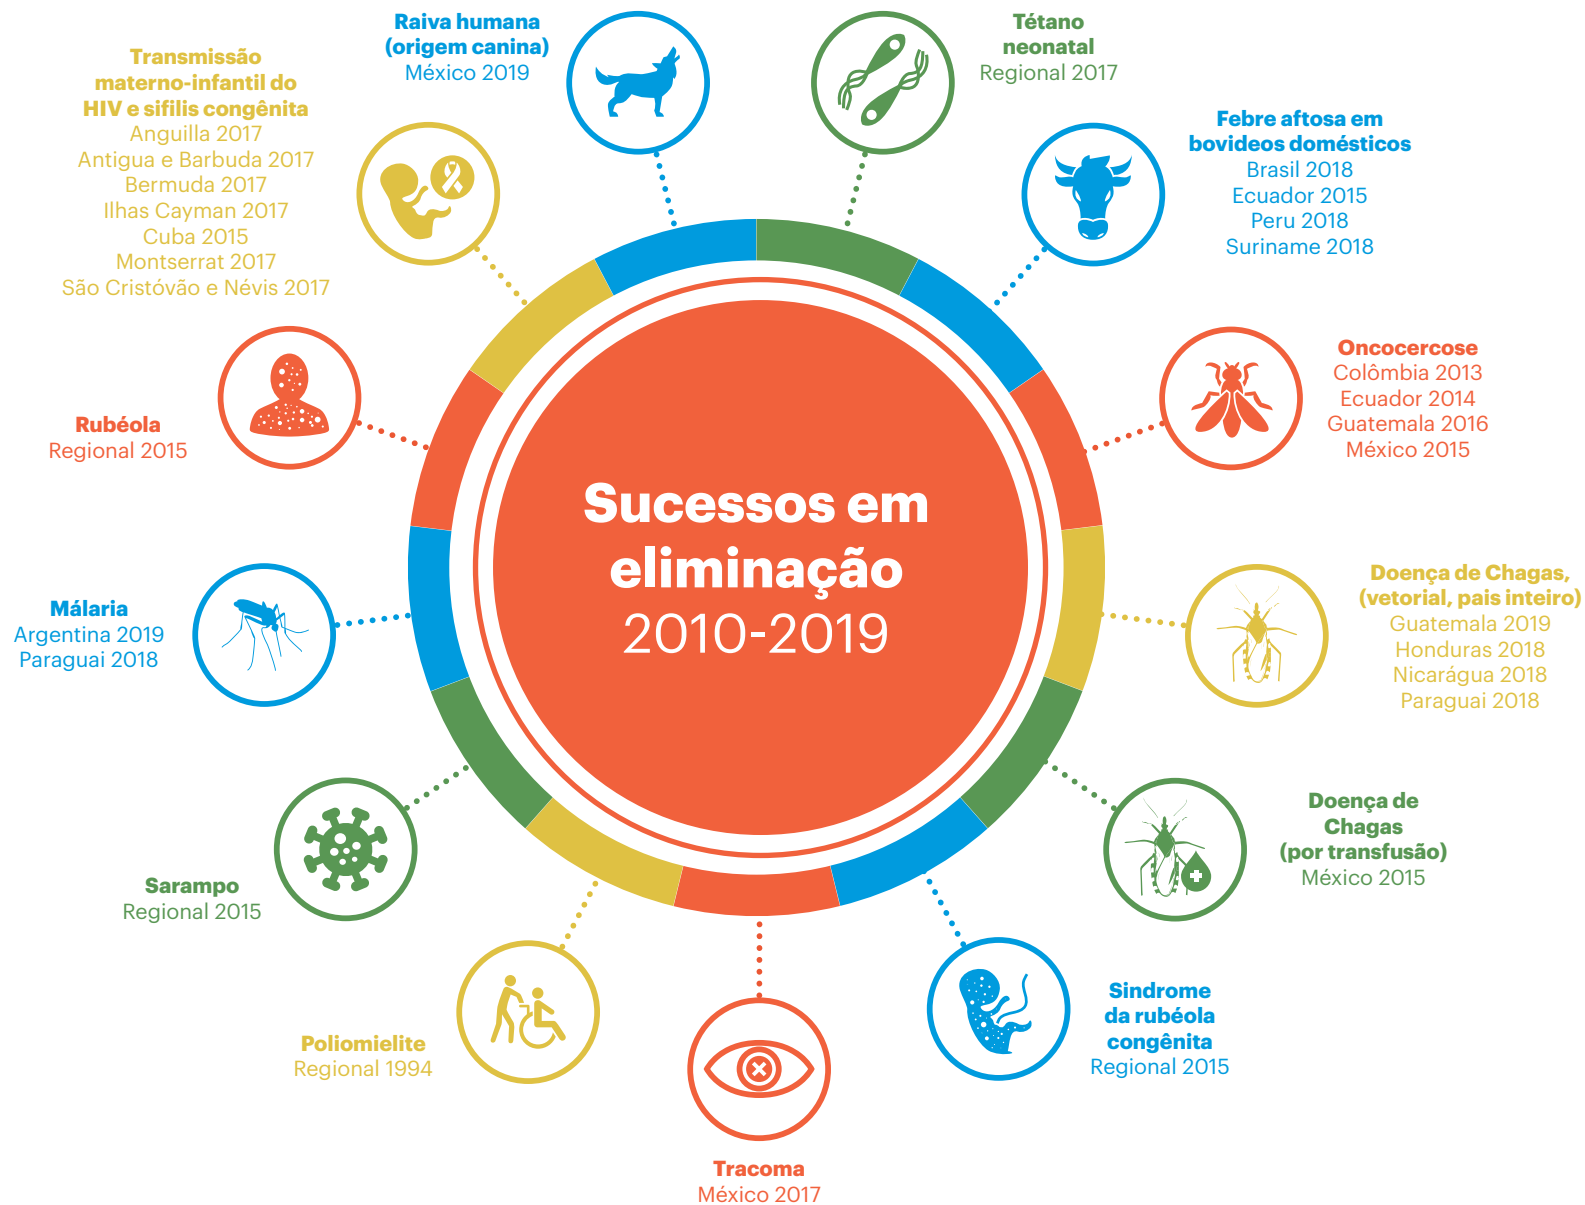 Sucessos em
eliminação
2010-2019
Raiva humana
(origem canina)
México 2019
Tétano
neonatal
Regional 2017
Febre aftosa em
bovideos domésticos
Brasil 2018
Ecuador 2015
Peru 2018
Suriname 2018
Oncocercose
Colômbia 2013
Ecuador 2014
Guatemala 2016
México 2015
Doença de Chagas,
(vetorial, pais inteiro)
Guatemala 2019
Honduras 2018
Nicarágua 2018
Paraguai 2018
Doença de
Chagas
(por transfusão)
México 2015
Sindrome
da rubéola
congênita
Regional 2015
Tracoma
México 2017
Poliomielite
Regional 1994
Sarampo
Regional 2015
Málaria
Argentina 2019
Paraguai 2018
Rubéola
Regional 2015
Transmissão
materno-infantil do
HIV e sifilis congênita
Anguilla 2017
Antigua e Barbuda 2017
Bermuda 2017
Ilhas Cayman 2017
Cuba 2015
Montserrat 2017
São Cristóvão e Névis 2017